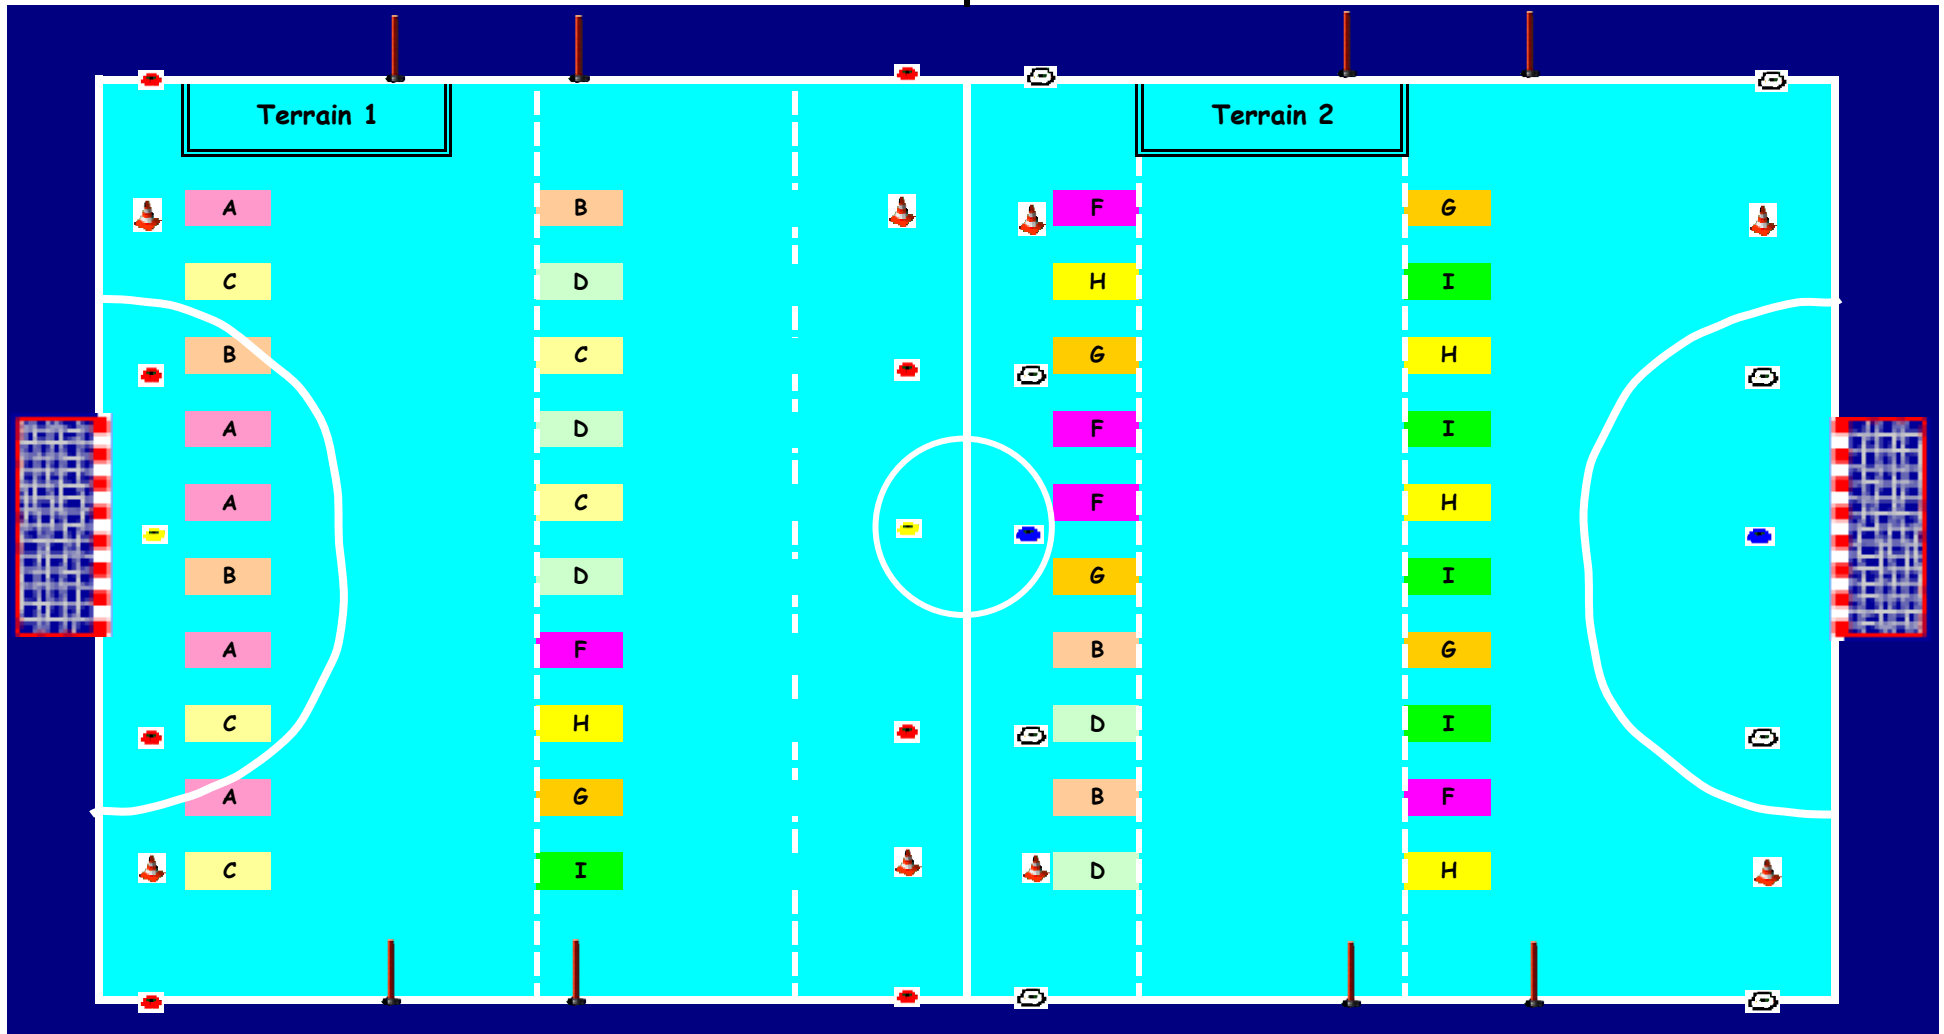 Terrain 1 Terrain 2
A B F G
C D H I
B C G H
A D F I
A C F H
B D G I
A F B G
C H D I
A G B F
C I D H